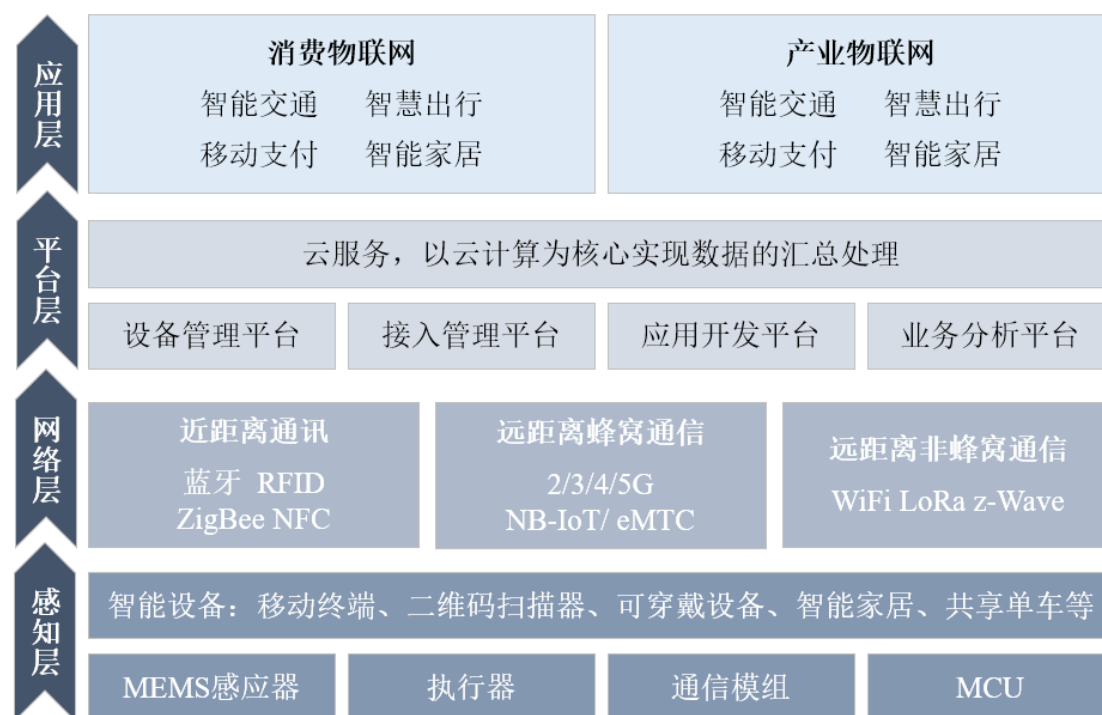 应用层
消费物联网
智能交通 智慧出行
移动支付 智能家居
产业物联网
智能交通 智慧出行
移动支付 智能家居
平台层
云服务，以云计算为核心实现数据的汇总处理
设备管理平台
接入管理平台
应用开发平台
业务分析平台
网络层
近距离通讯
蓝牙 RFID
ZigBee NFC
远距离蜂窝通信
2/3/4/5G
NB-IoT/ eMTC
远距离非蜂窝通信
WiFi LoRa z-Wave
感知层
智能设备：移动终端、二维码扫描器、可穿戴设备、智能家居、共享单车等
MEMS感应器
执行器
通信模组
MCU